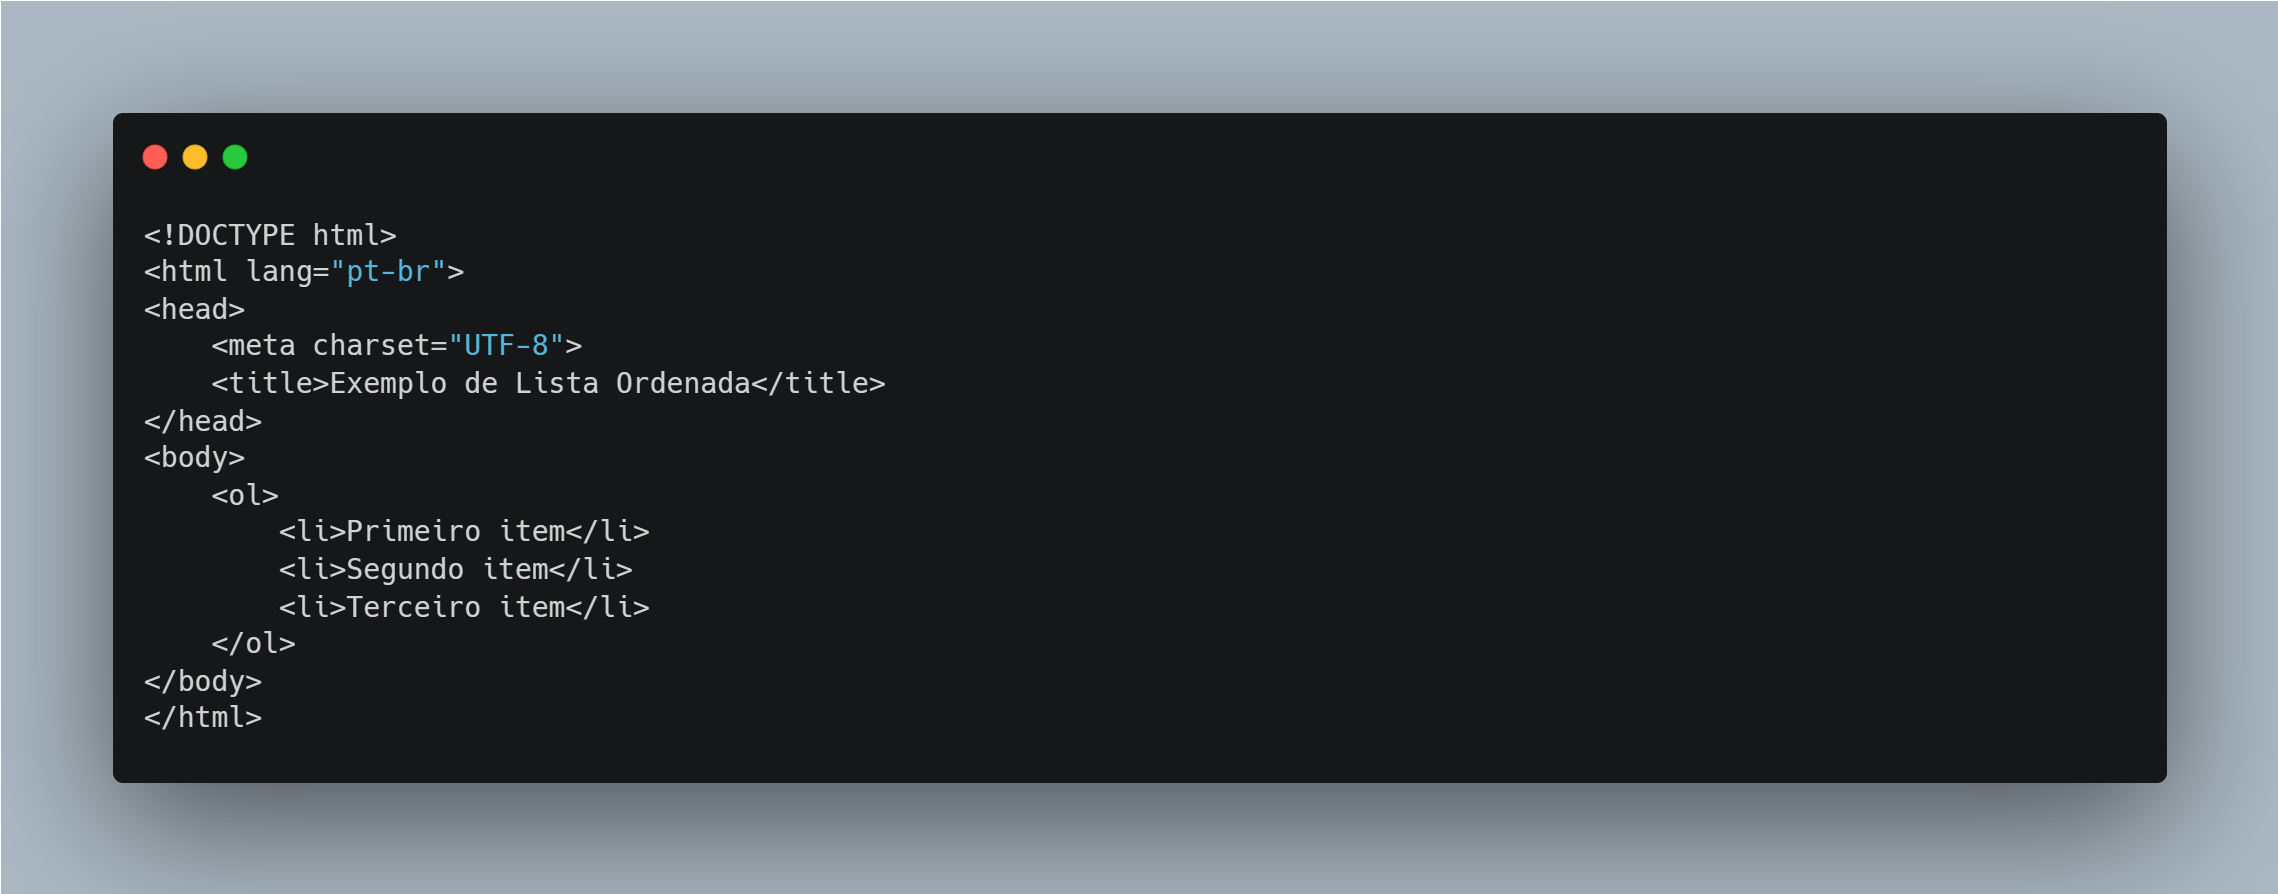 <!DOCTYPE html>
<html lang="pt-br">
<head>
    <meta charset="UTF-8">
    <title>Exemplo de Lista Ordenada</title>
</head>
<body>
    <ol>
        <li>Primeiro item</li>
        <li>Segundo item</li>
        <li>Terceiro item</li>
    </ol>
</body>
</html>